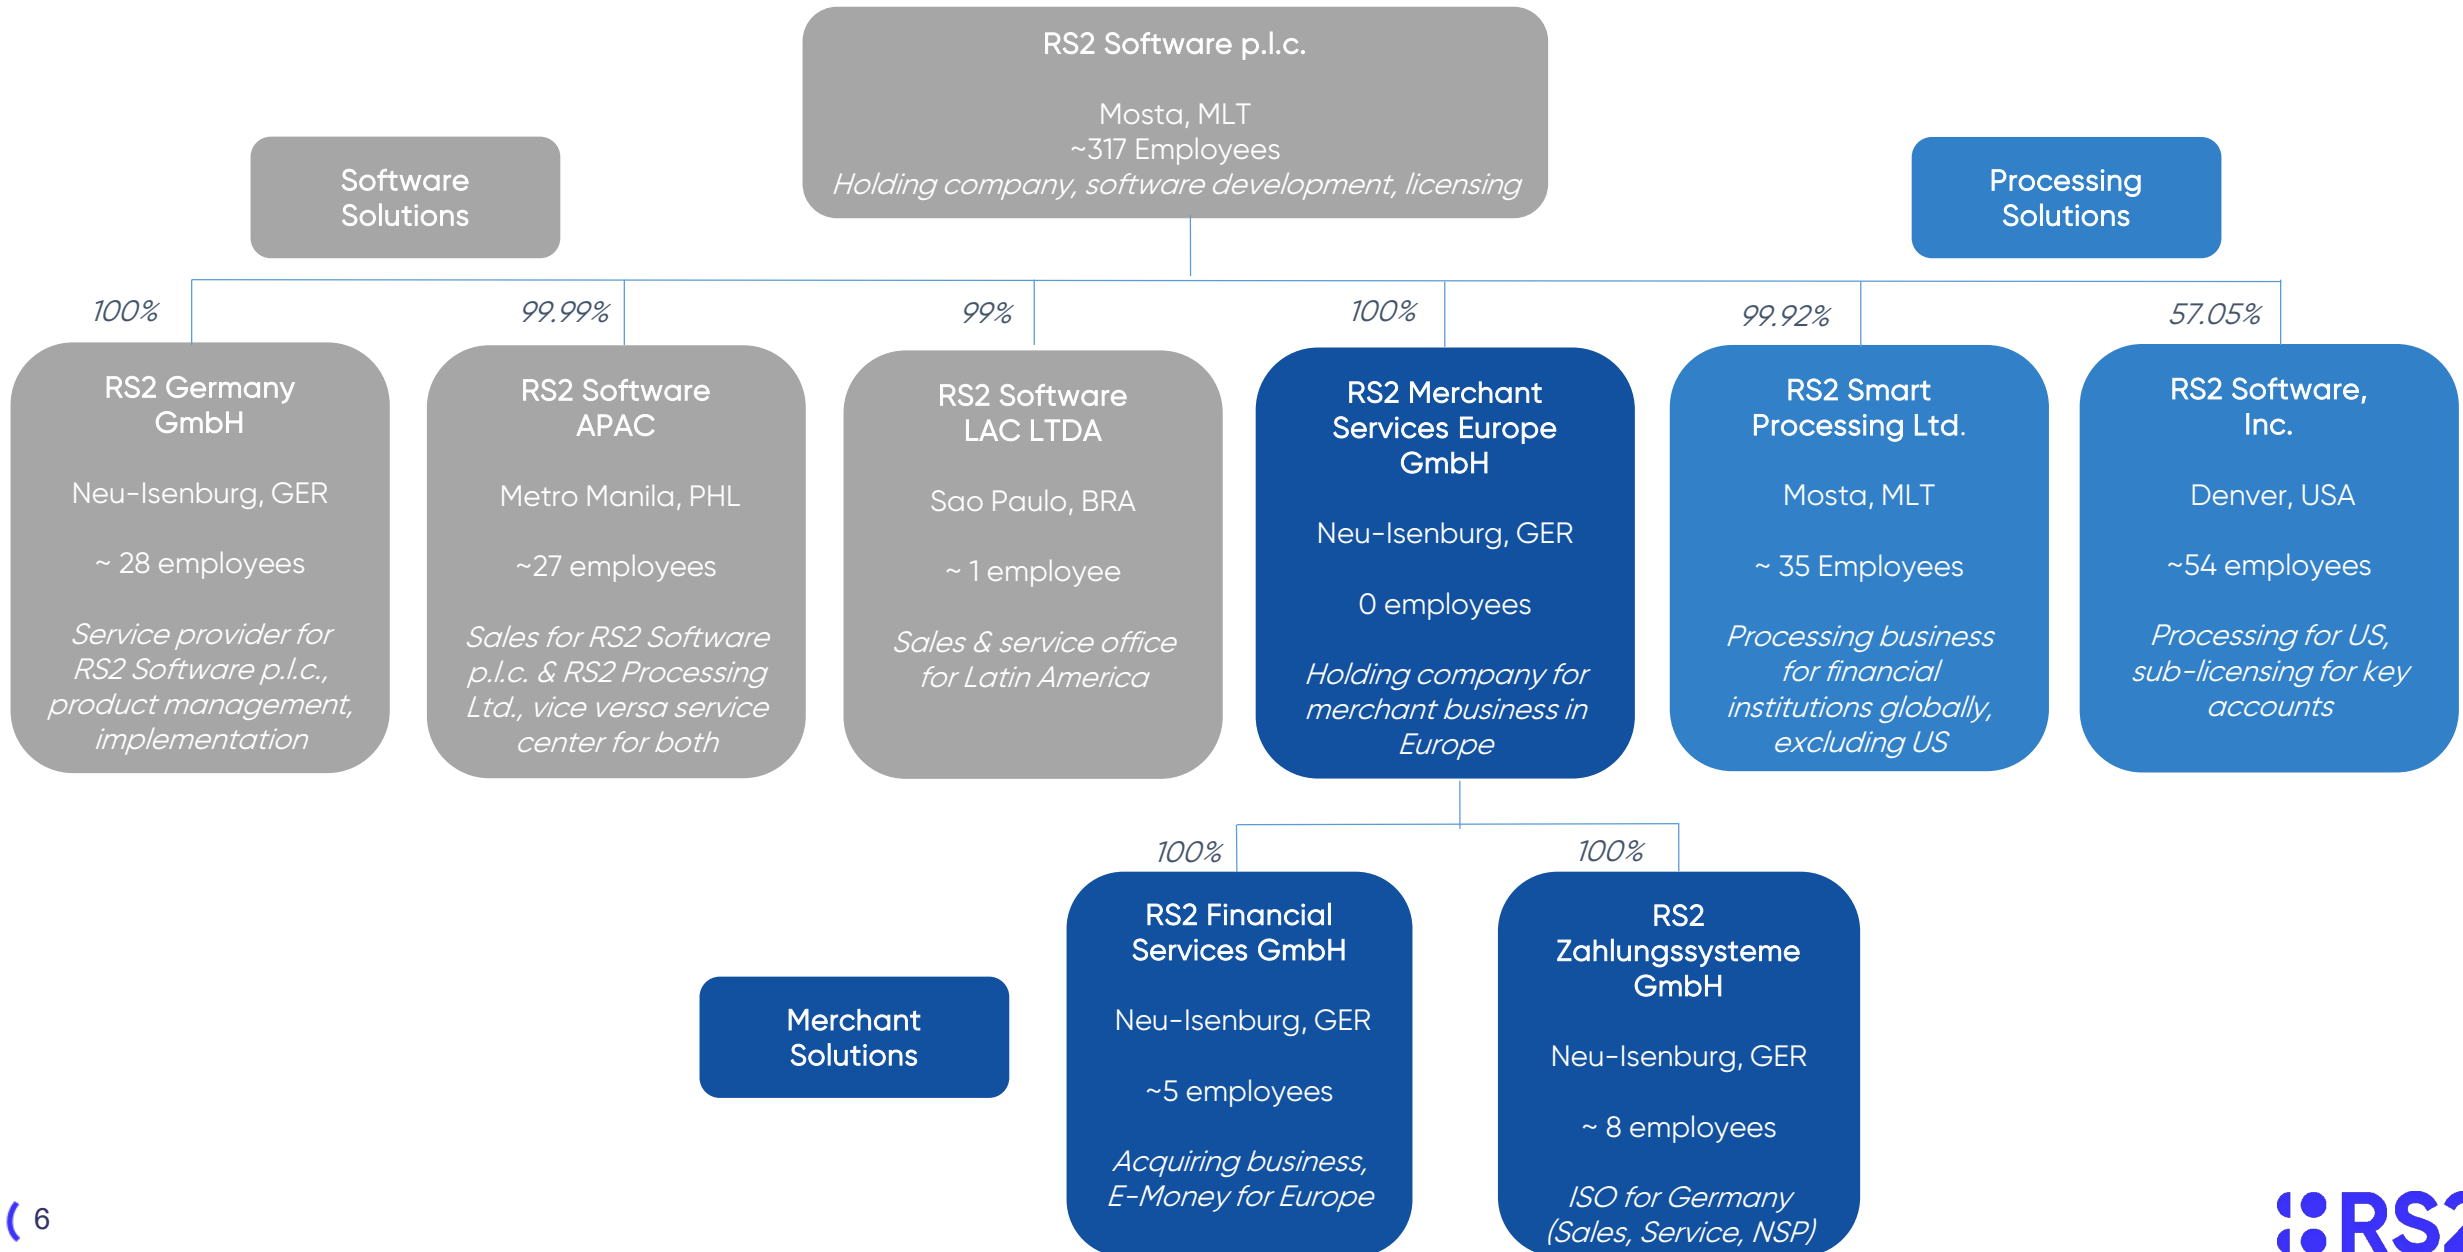 RS2 Software p.l.c.
Mosta, MLT
~317 Employees
Holding company, software development, licensing
Software
Solutions
Processing
Solutions
100%
99.99%
99%
100%
99.92%
57.05%
RS2 Germany
GmbH
Neu-Isenburg, GER
~ 28 employees
Service provider for
RS2 Software p.l.c.,
product management,
implementation
RS2 Software
APAC
Metro Manila, PHL
~27 employees
Sales for RS2 Software
p.l.c. & RS2 Processing
Ltd., vice versa service
center for both
RS2 Software
LAC LTDA
Sao Paulo, BRA
~ 1 employee
Sales & service office
for Latin America
RS2 Merchant
Services Europe
GmbH
Neu-Isenburg, GER
0 employees
Holding company for
merchant business in
Europe
RS2 Smart
Processing Ltd.
Mosta, MLT
~ 35 Employees
Processing business
for financial
institutions globally,
excluding US
RS2 Software,
Inc.
Denver, USA
~54 employees
Processing for US,
sub-licensing for key
accounts
100%
100%
RS2 Financial
Services GmbH
Neu-Isenburg, GER
~5 employees
Acquiring business,
E-Money for Europe
RS2
Zahlungssysteme
GmbH
Neu-Isenburg, GER
~ 8 employees
ISO for Germany
(Sales, Service, NSP)
Merchant
Solutions
6
RS2